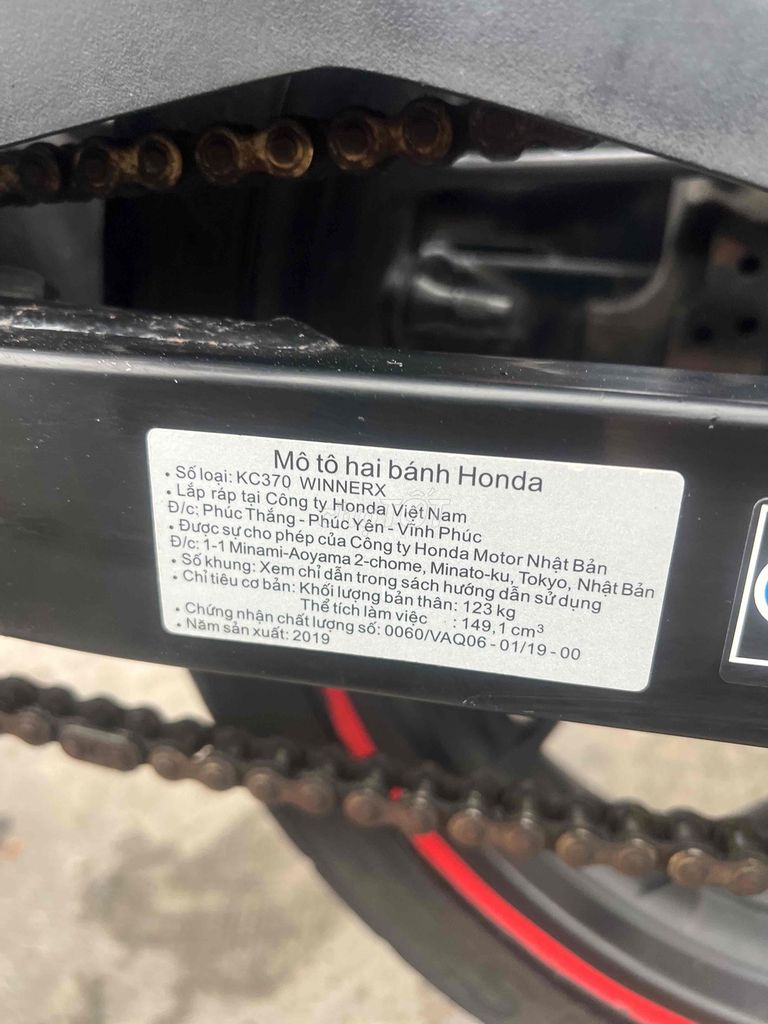 Mô tô hai bánh Honda
• Số loại: KC370 WINNERX
• Lắp ráp tại Công ty Honda Việt Nam
Đ/c: Phúc Thắng - Phúc Yên - Vĩnh Phúc
• Được sự cho phép của Công ty Honda Motor Nhật Bản
Đ/c: 1-1 Minami-Aoyama 2-chome, Minato-ku, Tokyo, Nhật Bản
• Số khung: Xem chỉ dẫn trong sách hướng dẫn sử dụng
• Chỉ tiêu cơ bản: Khối lượng bản thân: 123 kg
Thể tích làm việc : 149,1 cm³
• Chứng nhận chất lượng số: 0060/VAQ06 - 01/19 - 00
• Năm sản xuất: 2019